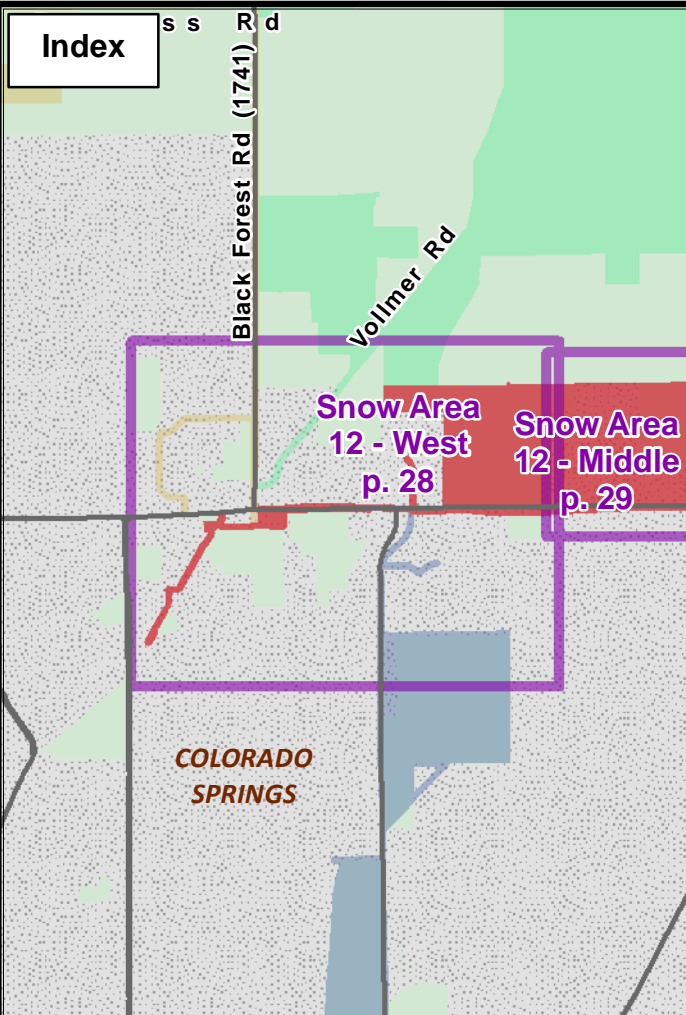 Index
s s Rd
Black Forest Rd (1741)
Vollmer Rd
Snow Area
12 - West
p. 28
Snow Area
12 - Middle
p. 29
COLORADO
SPRINGS